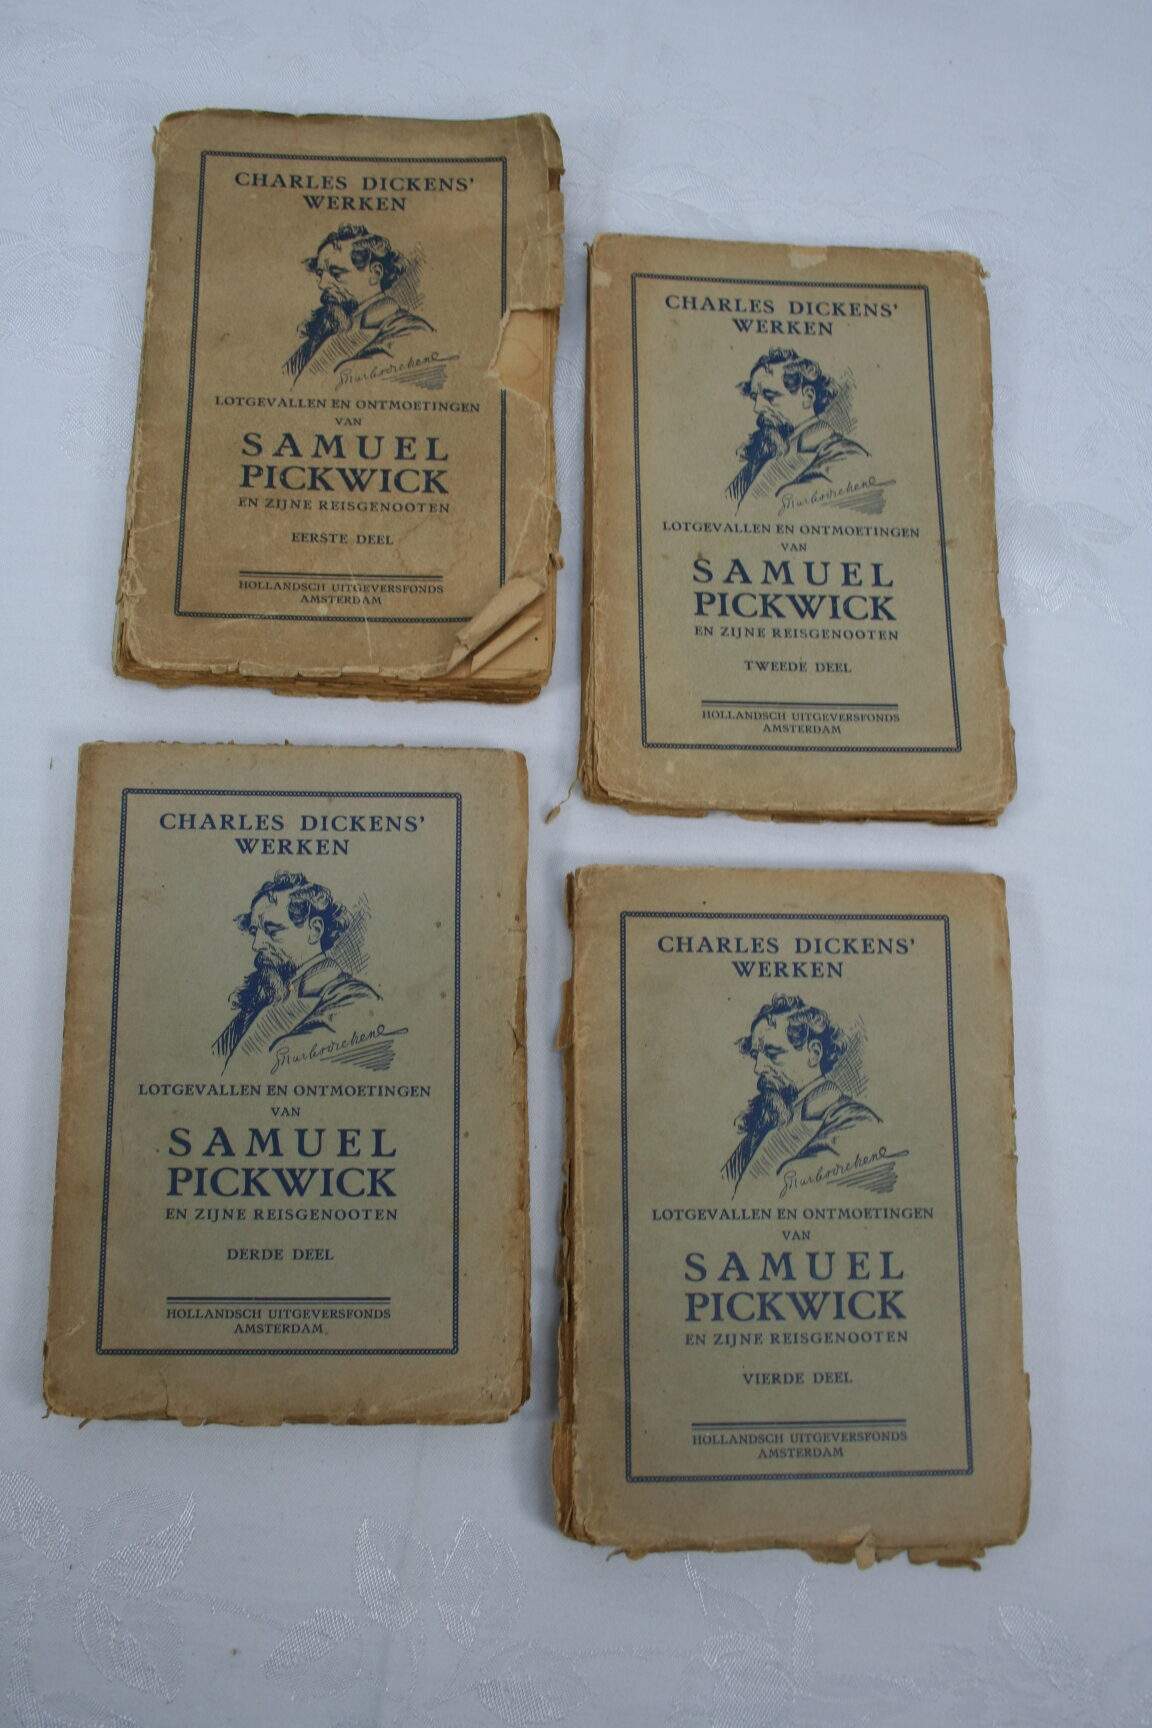 CHARLES DICKENS'
WERKEN
LOTGEVALLEN EN ONTMOETINGEN
VAN
SAMUEL
PICKWICK
EN ZIJNE REISGENOOTEN
EERSTE DEEL
HOLLANDSCH UITGEVERSFONDS
AMSTERDAM
CHARLES DICKENS'
WERKEN
LOTGEVALLEN EN ONTMOETINGEN
VAN
SAMUEL
PICKWICK
EN ZIJNE REISGENOOTEN
TWEEDE DEEL
HOLLANDSCH UITGEVERSFONDS
AMSTERDAM
CHARLES DICKENS'
WERKEN
LOTGEVALLEN EN ONTMOETINGEN
VAN
SAMUEL
PICKWICK
EN ZIJNE REISGENOOTEN
DERDE DEEL
HOLLANDSCH UITGEVERSFONDS
AMSTERDAM
CHARLES DICKENS'
WERKEN
LOTGEVALLEN EN ONTMOETINGEN
VAN
SAMUEL
PICKWICK
EN ZIJNE REISGENOOTEN
VIERDE DEEL
HOLLANDSCH UITGEVERSFONDS
AMSTERDAM